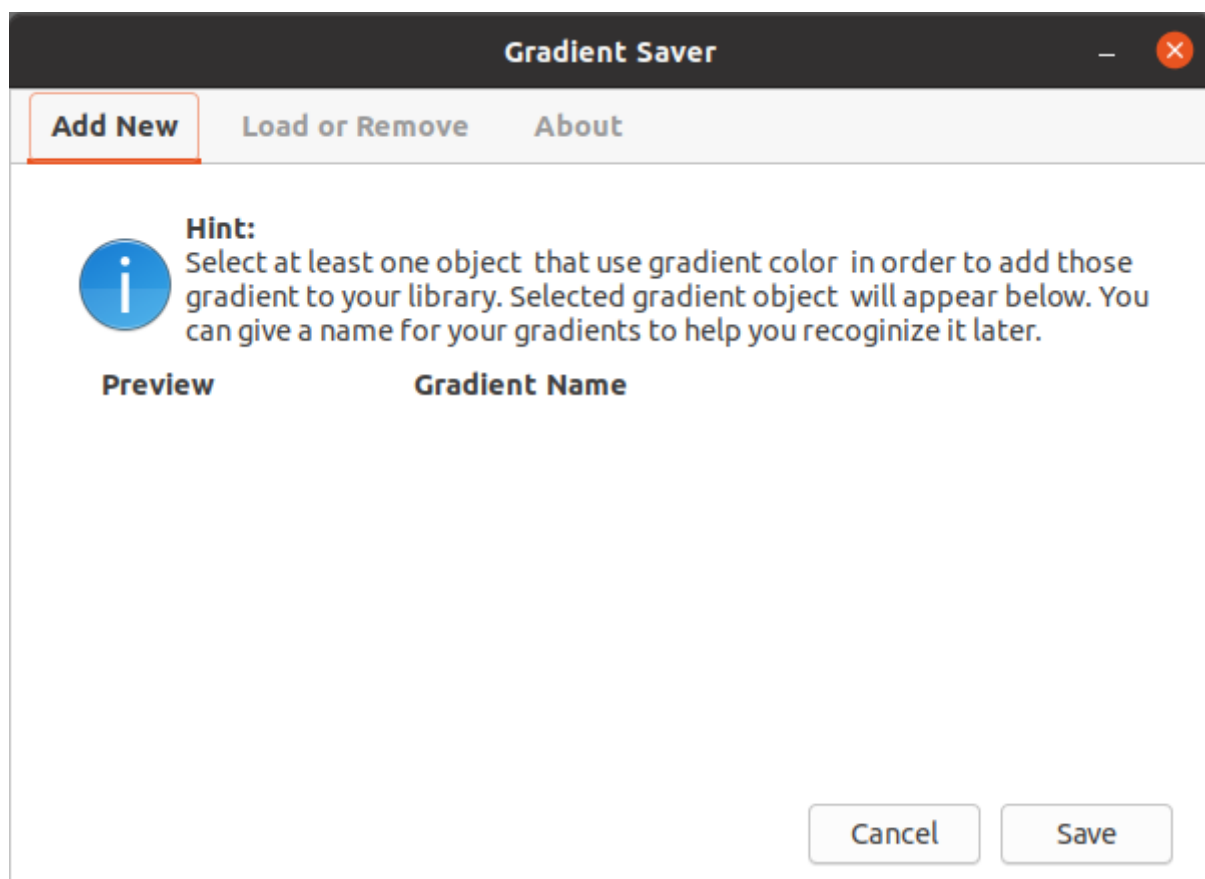 Gradient Saver
Add New Load or Remove About
Hint:
Select at least one object  that use gradient color  in order to add those
gradient to your library. Selected gradient object  will appear below. You
can give a name for your gradients to help you recoginize it later.
Preview Gradient Name
Cancel Save